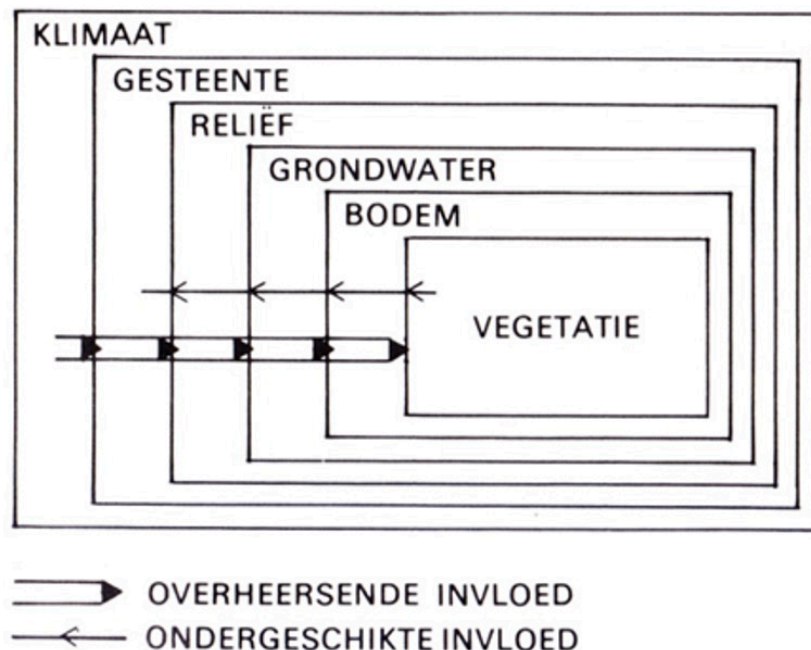 KLIMAAT
GESTEENTE
RELIËF
GRONDWATER
BODEM
VEGETATIE
OVERHEERSENDE INVLOED
ONDERGESCHIKTE INVLOED